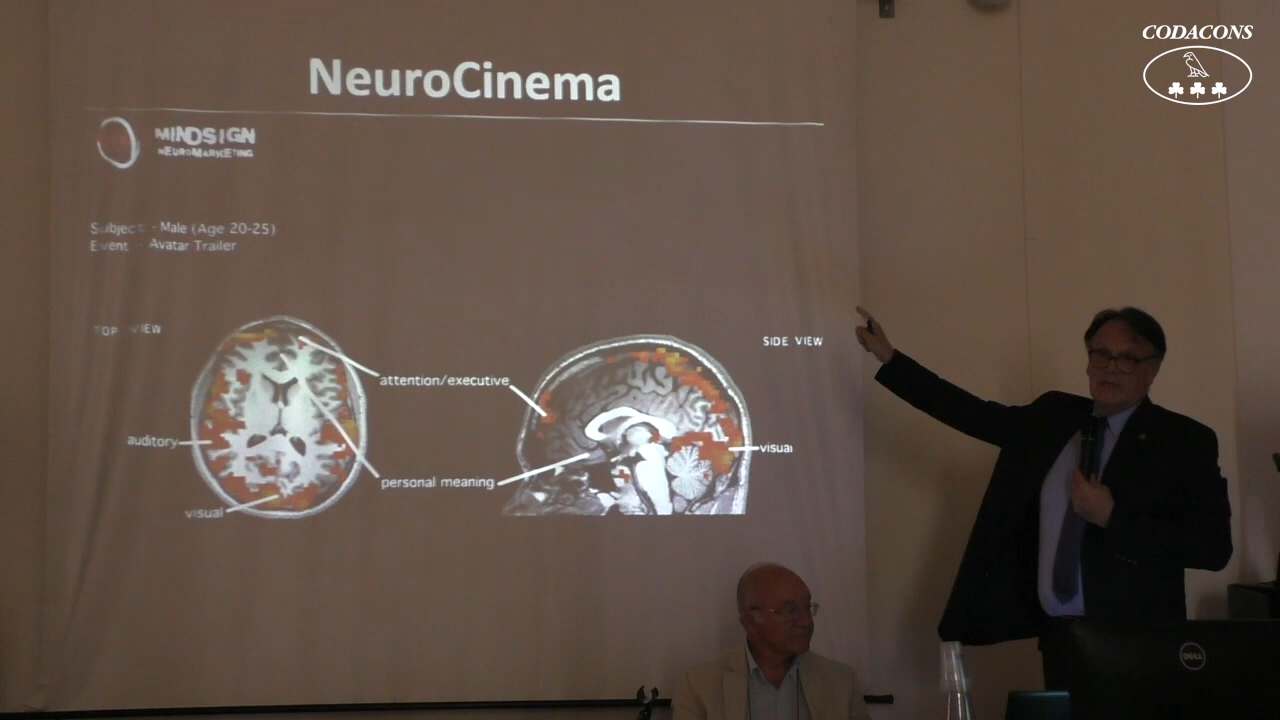 CODACONS
NeuroCinema
MINDSIGN
NEUROMARKETING
Subject - Male (Age 20-25)
Event - Avatar Trailer
TOP VIEW
SIDE VIEW
attention/executive
auditory
visual
personal meaning
visual
DELL